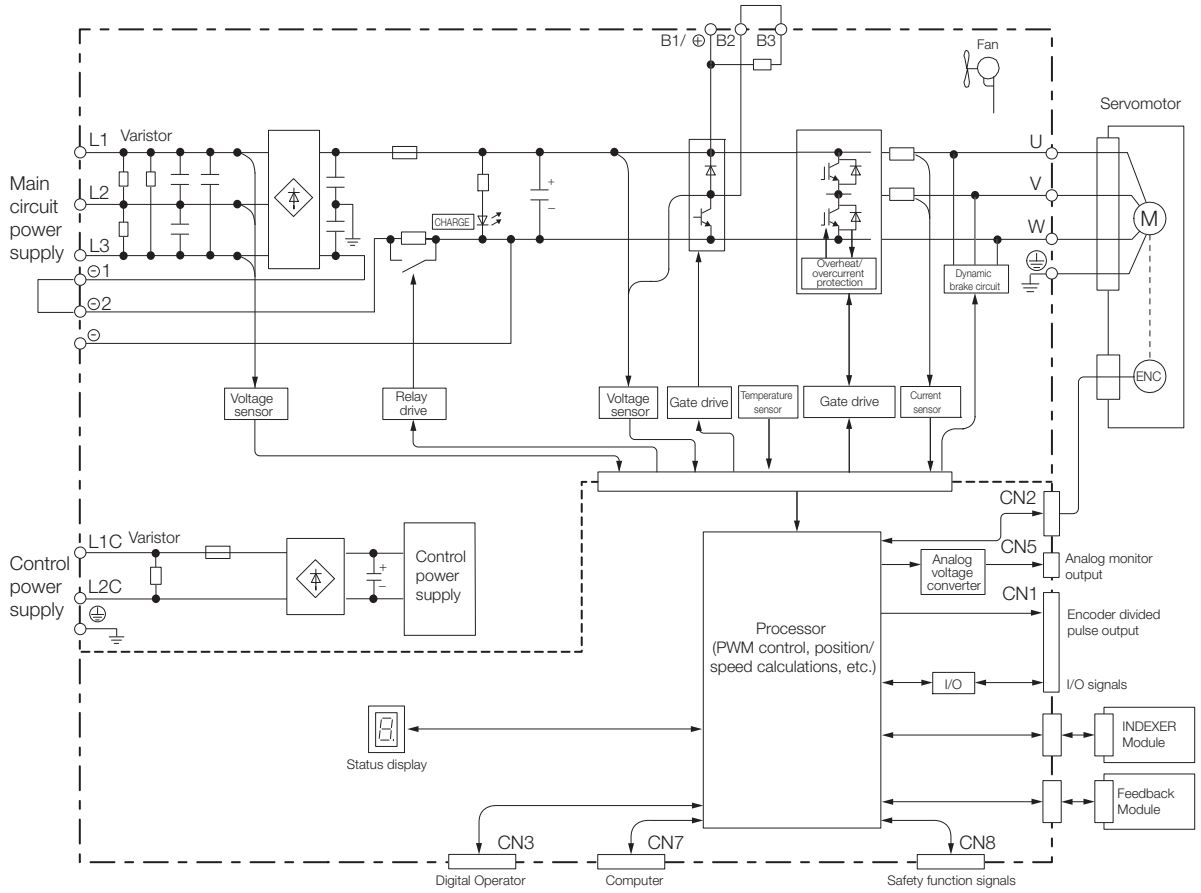 B1/ ⊕ B2 B3
Fan
Servomotor
L1 Varistor
U
Main
circuit
power
supply
L2
V
CHARGE
+
–
M
L3
W
⊖ 1
Overheat/
overcurrent
protection
Dynamic
brake circuit
⊖ 2
⊖
ENC
Voltage
sensor
Relay
drive
Voltage
sensor
Gate drive
Temperature
sensor
Gate drive
Current
sensor
CN2
L1C Varistor
CN5
Control
power
supply
+
–
Control
power
supply
Analog
voltage
converter
Analog monitor
output
L2C
CN1
Processor
(PWM control, position/
speed calculations, etc.)
Encoder divided
pulse output
I/O
I/O signals
8.
Status display
INDEXER
Module
Feedback
Module
CN3
CN7
CN8
Digital Operator
Computer
Safety function signals